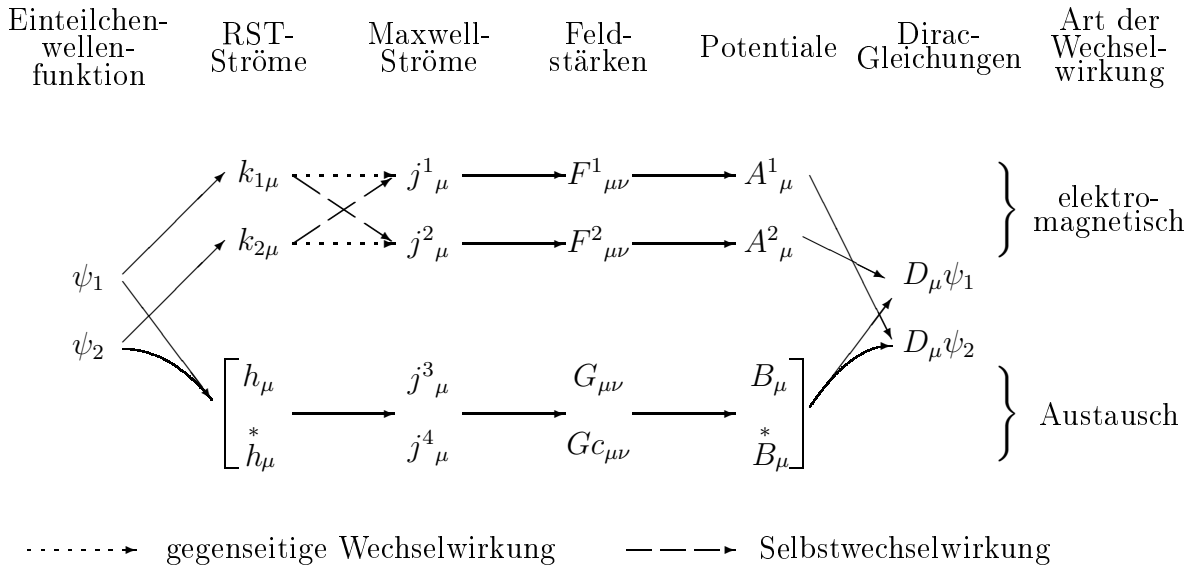 Einteilchen-
wellen-
funktion
RST-
Ströme
Maxwell-
Ströme
Feld-
stärken
Potentiale
Dirac-
Gleichungen
Art der
Wechsel-
wirkung
k₁μ j¹μ F¹μν A¹μ
elektro-
magnetisch
k₂μ j²μ F²μν A²μ
ψ₁ Dμψ₁
ψ₂ Dμψ₂
hμ j³μ Gμν Bμ
Austausch
*hμ j⁴μ Gcμν *Bμ
gegenseitige Wechselwirkung Selbstwechselwirkung